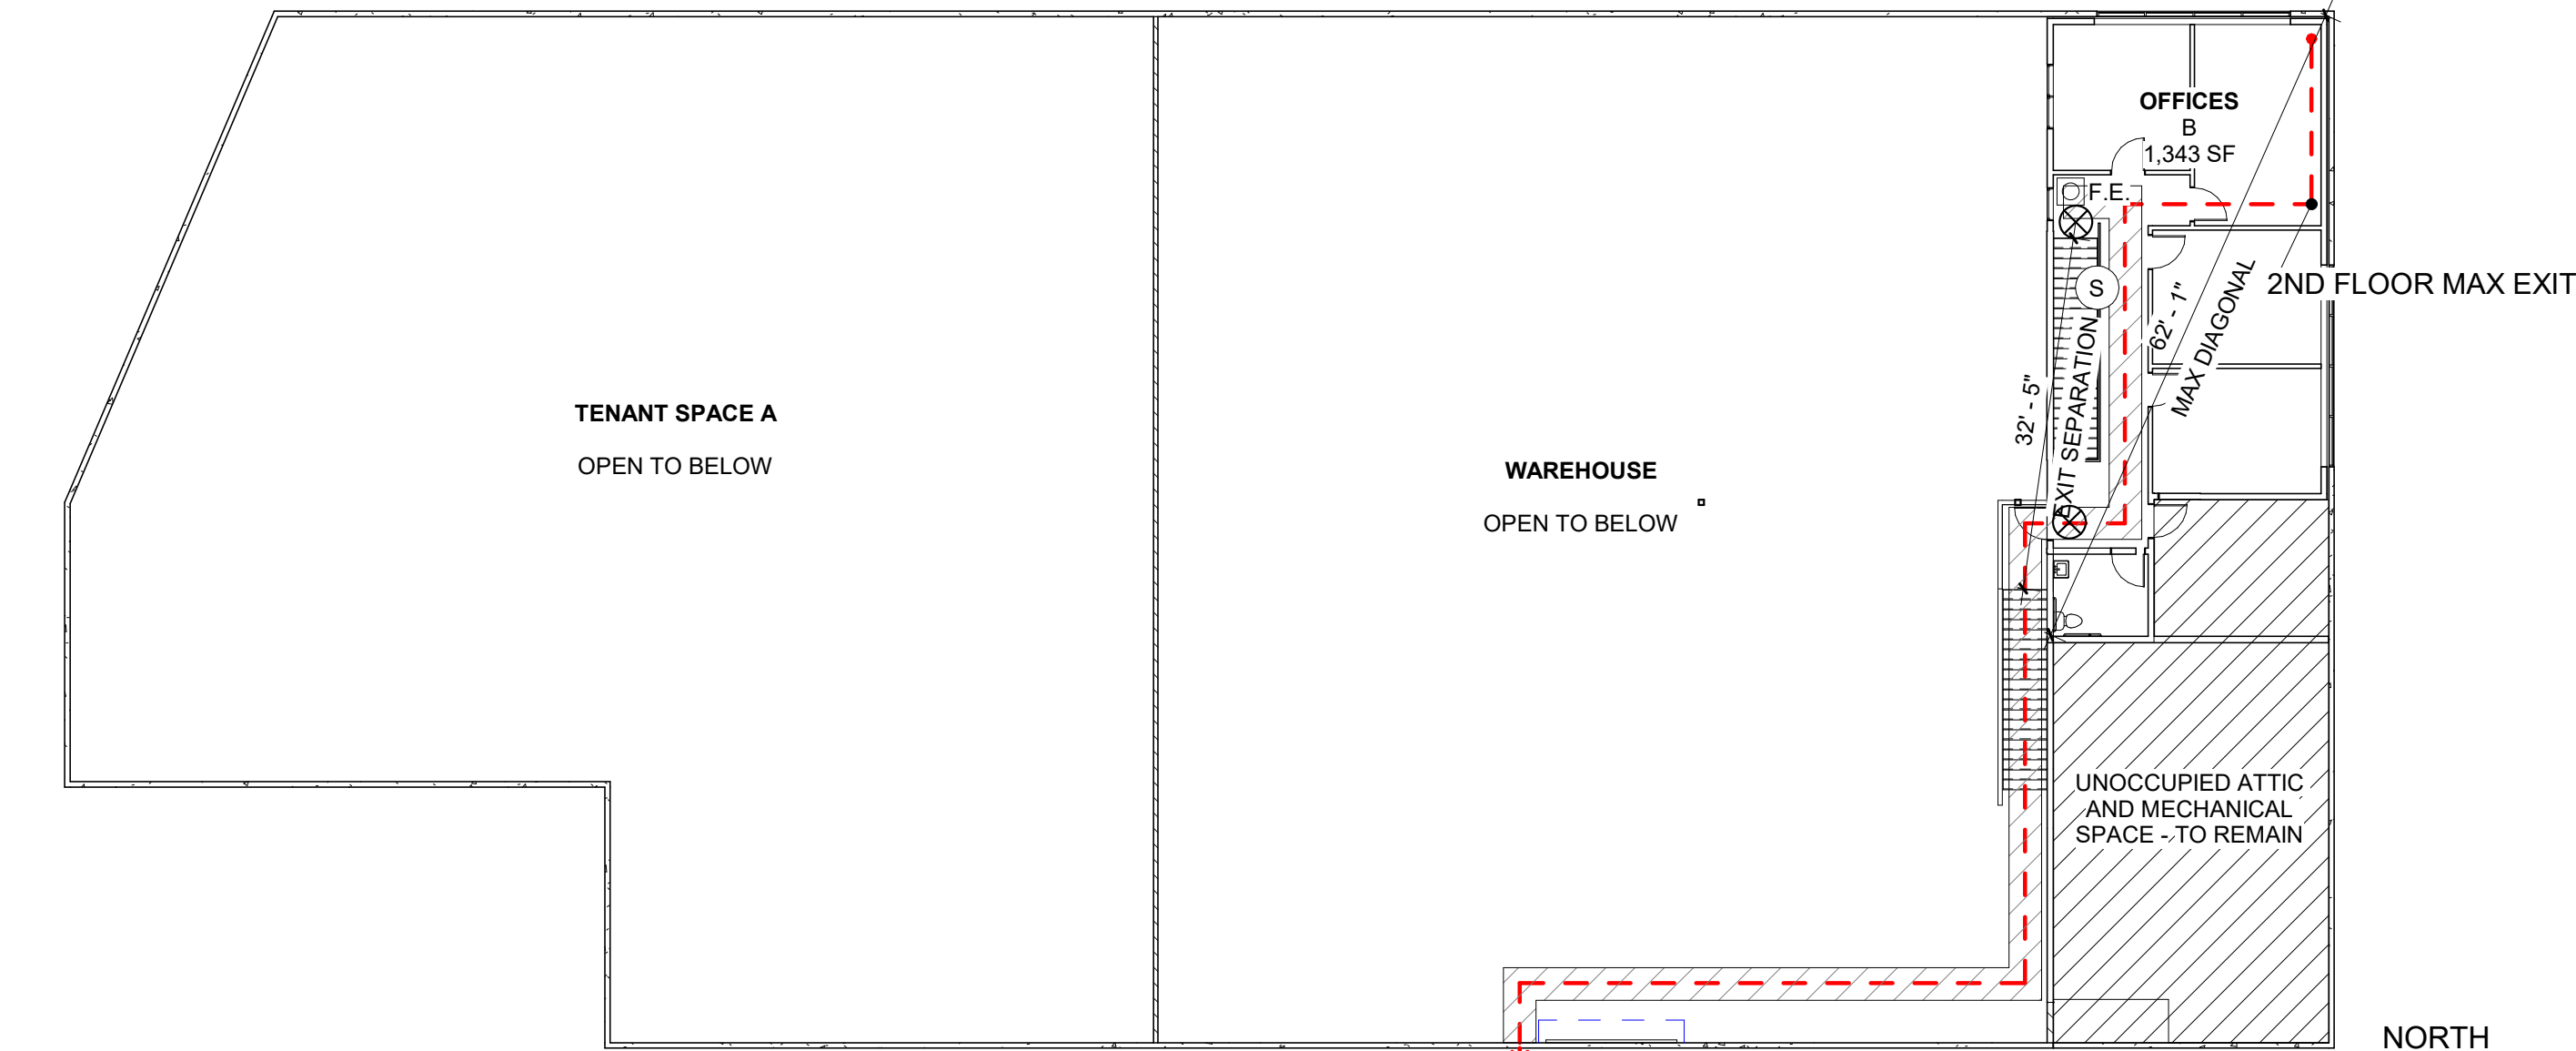 OFFICES
B
1,343 SF
F.E.
S
2ND FLOOR MAX EXIT
62' - 1"
MAX DIAGONAL
32' - 5"
EXIT SEPARATION
TENANT SPACE A
OPEN TO BELOW
WAREHOUSE
OPEN TO BELOW
UNOCCUPIED ATTIC
AND MECHANICAL
SPACE - TO REMAIN
NORTH